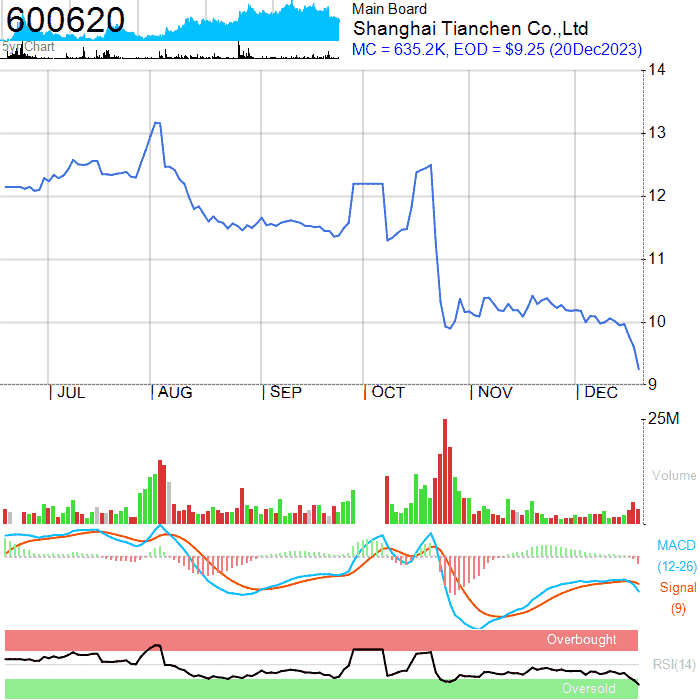 600620
5yr Chart
Main Board
Shanghai Tianchen Co.,Ltd
MC = 635.2K, EOD = $9.25 (20Dec2023)
14
13
12
11
10
9
JUL AUG SEP OCT NOV DEC
25M
Volume
MACD
(12-26)
Signal
(9)
Overbought
RSI(14)
Oversold